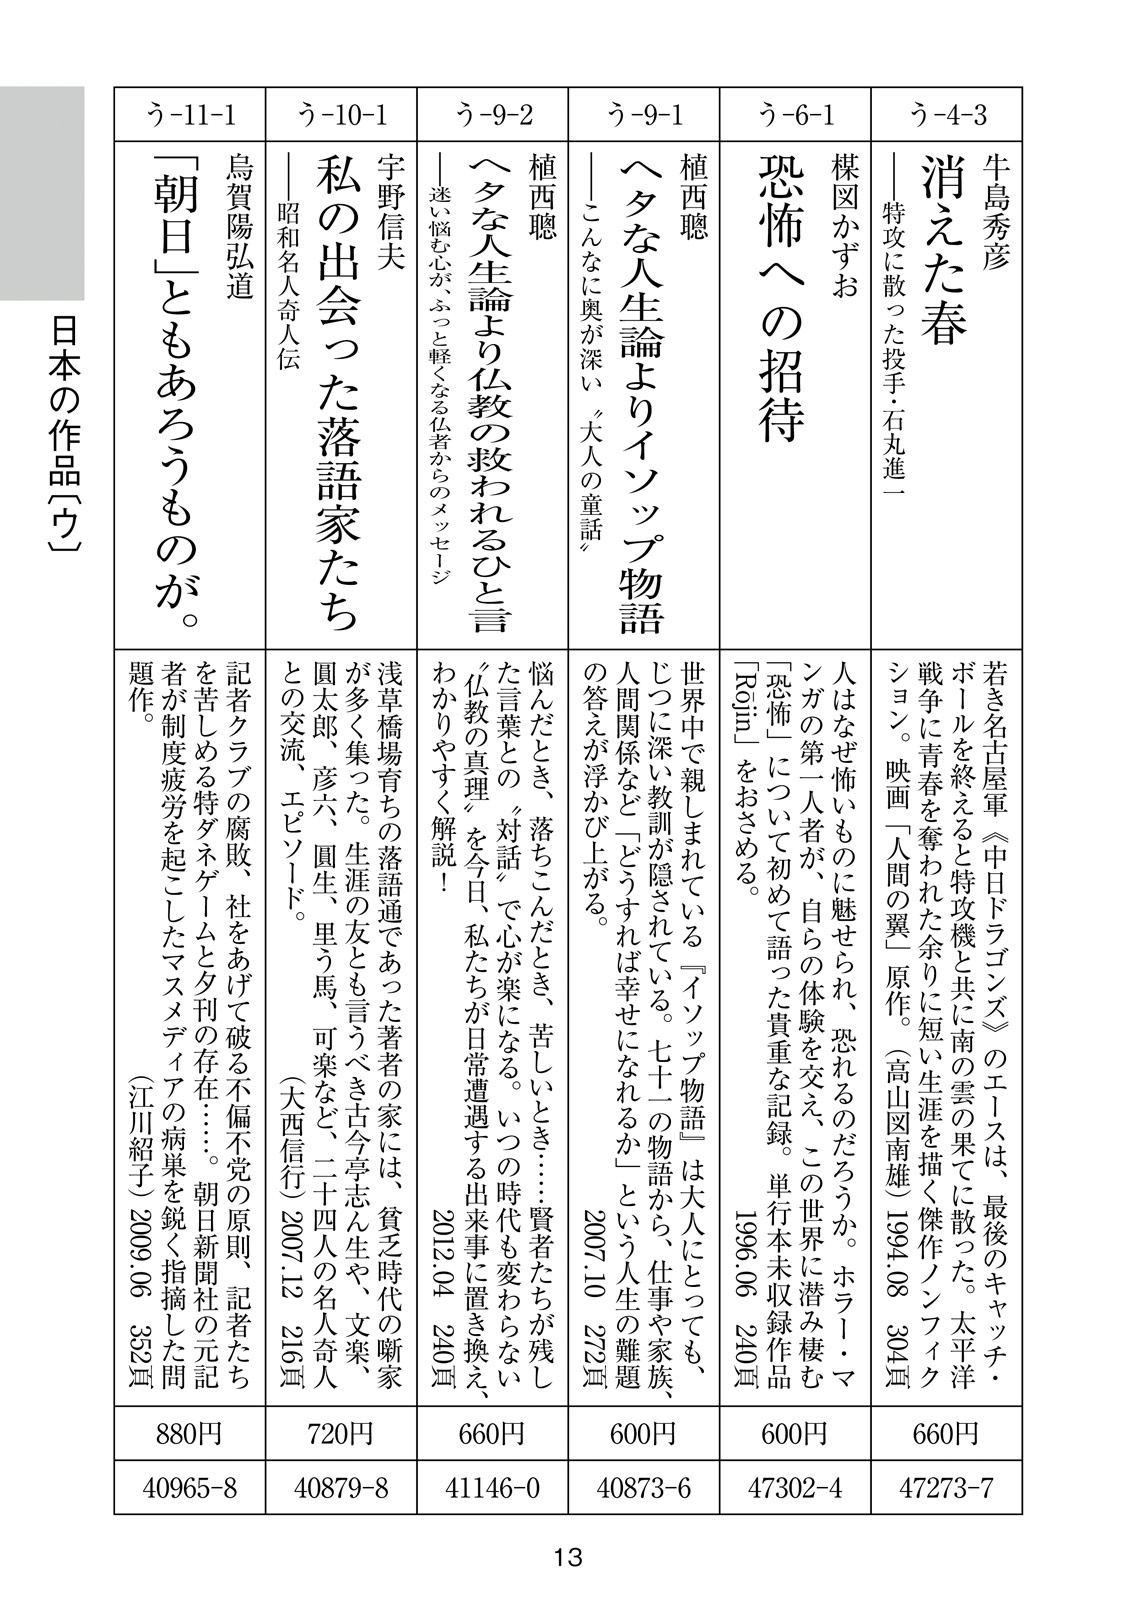 日本の作品〔ウ〕
う-4-3
牛島秀彦
消えた春
――特攻に散った投手・石丸進一
若き名古屋軍《中日ドラゴンズ》のエースは、最後のキャッチ・
ボールを終えると特攻機と共に南の雲の果てに散った。太平洋
戦争に青春を奪われた余りに短い生涯を描く傑作ノンフィク
ション。映画「人間の翼」原作。（高山図南雄）1994.08 304頁
660円
47273-7
う-6-1
楳図かずお
恐怖への招待
人はなぜ怖いものに魅せられ、恐れるのだろうか。ホラー・マ
ンガの第一人者が、自らの体験を交え、この世界に潜み棲む
「恐怖」について初めて語った貴重な記録。単行本未収録作品
「Rōjin」をおさめる。 1996.06 240頁
600円
47302-4
う-9-1
植西聰
ヘタな人生論よりイソップ物語
――こんなに奥が深い〝大人の童話〟
世界中で親しまれている『イソップ物語』は大人にとっても、
じつに深い教訓が隠されている。七十一の物語から、仕事や家族、
人間関係など「どうすれば幸せになれるか」という人生の難題
の答えが浮かび上がる。 2007.10 272頁
600円
40873-6
う-9-2
植西聰
ヘタな人生論より仏教の救われるひと言
――迷い悩む心が、ふっと軽くなる仏者からのメッセージ
悩んだとき、落ちこんだとき、苦しいとき……賢者たちが残し
た言葉との〝対話〟で心が楽になる。いつの時代も変わらない
〝仏教の真理〟を今日、私たちが日常遭遇する出来事に置き換え、
わかりやすく解説！ 2012.04 240頁
660円
41146-0
う-10-1
宇野信夫
私の出会った落語家たち
――昭和名人奇人伝
浅草橋場育ちの落語通であった著者の家には、貧乏時代の噺家
が多く集った。生涯の友とも言うべき古今亭志ん生や、文楽、
圓太郎、彦六、圓生、里う馬、可楽など、二十四人の名人奇人
との交流、エピソード。 （大西信行）2007.12 216頁
720円
40879-8
う-11-1
烏賀陽弘道
「朝日」ともあろうものが。
記者クラブの腐敗、社をあげて破る不偏不党の原則、記者たち
を苦しめる特ダネゲームと夕刊の存在……。朝日新聞社の元記
者が制度疲労を起こしたマスメディアの病巣を鋭く指摘した問
題作。 （江川紹子）2009.06 352頁
880円
40965-8
13